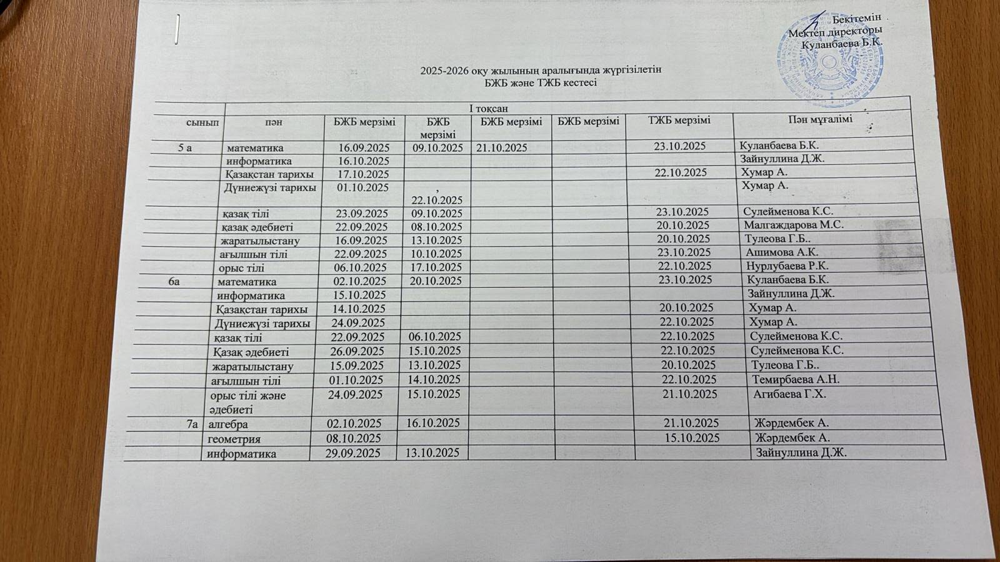 Бекітемін
Мектеп директоры
Куланбаева Б.К.
2025-2026 оқу жылының аралығында жүргізілетін
БЖБ және ТЖБ кестесі
І тоқсан
сынып пән БЖБ мерзімі БЖБ мерзімі БЖБ мерзімі БЖБ мерзімі ТЖБ мерзімі Пән мұғалімі
5 а математика 16.09.2025 09.10.2025 21.10.2025 23.10.2025 Куланбаева Б.К.
информатика 16.10.2025 Зайнуллина Д.Ж.
Қазақстан тарихы 17.10.2025 22.10.2025 Хумар А.
Дүниежүзі тарихы 01.10.2025 , 22.10.2025 Хумар А.
қазақ тілі 23.09.2025 09.10.2025 23.10.2025 Сулейменова К.С.
қазақ әдебиеті 22.09.2025 08.10.2025 20.10.2025 Малгаждарова М.С.
жаратылыстану 16.09.2025 13.10.2025 20.10.2025 Тулеова Г.Б..
ағылшын тілі 22.09.2025 10.10.2025 23.10.2025 Ашимова А.К.
орыс тілі 06.10.2025 17.10.2025 22.10.2025 Нурлубаева Р.К.
6а математика 02.10.2025 20.10.2025 23.10.2025 Куланбаева Б.К.
информатика 15.10.2025 Зайнуллина Д.Ж.
Қазақстан тарихы 14.10.2025 20.10.2025 Хумар А.
Дүниежүзі тарихы 24.09.2025 22.10.2025 Хумар А.
қазақ тілі 22.09.2025 06.10.2025 22.10.2025 Сулейменова К.С.
Қазақ әдебиеті 26.09.2025 15.10.2025 22.10.2025 Сулейменова К.С.
жаратылыстану 15.09.2025 13.10.2025 20.10.2025 Тулеова Г.Б..
ағылшын тілі 01.10.2025 14.10.2025 22.10.2025 Темирбаева А.Н.
орыс тілі және 24.09.2025 15.10.2025 21.10.2025 Агибаева Г.Х.
әдебиеті
7а алгебра 02.10.2025 16.10.2025 21.10.2025 Жәрдембек А.
геометрия 08.10.2025 15.10.2025 Жәрдембек А.
информатика 29.09.2025 13.10.2025 Зайнуллина Д.Ж.